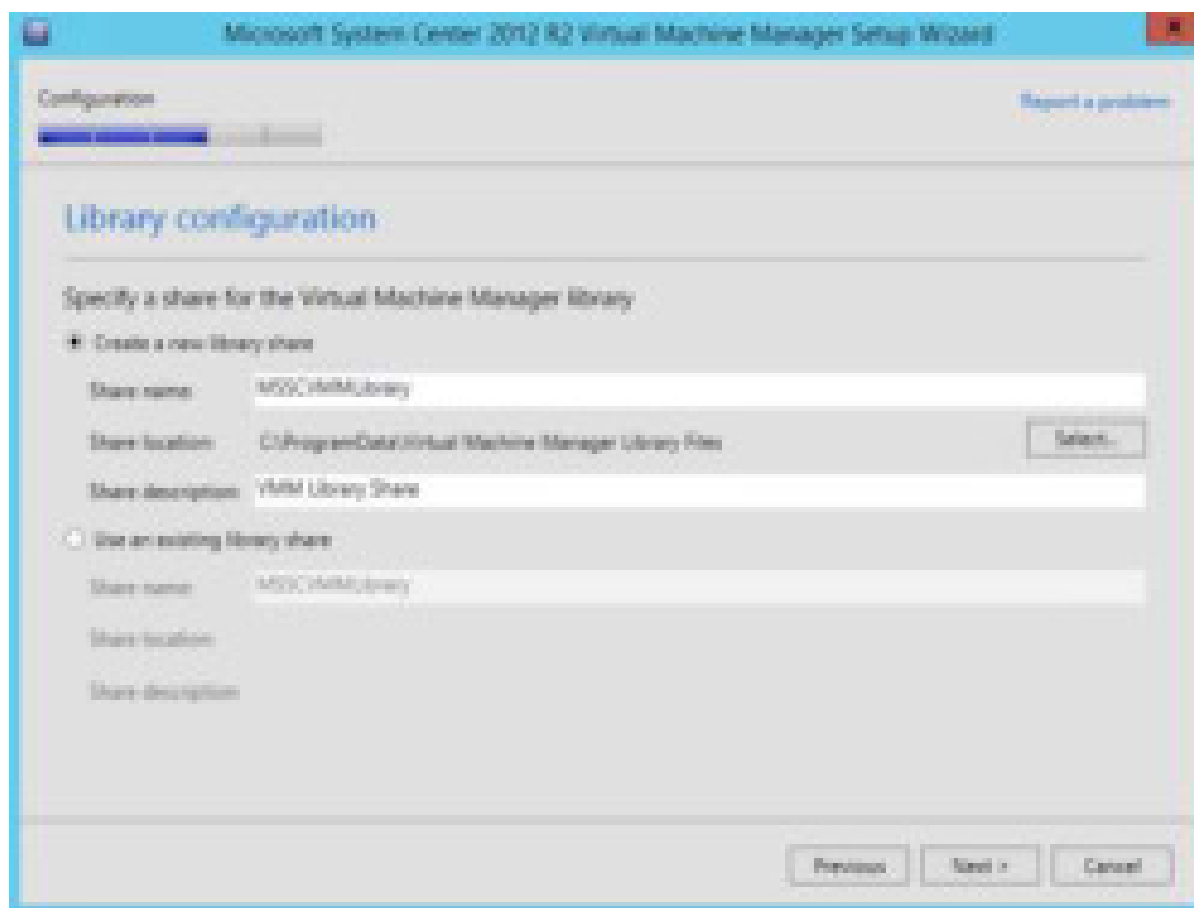 Microsoft System Center 2012 R2 Virtual Machine Manager Setup Wizard
Configuration
Report a problem
Library configuration
Specify a share for the Virtual Machine Manager library
Create a new library share
Share name MSSCVMMLibrary
Share location C:\ProgramData\Virtual Machine Manager Library Files Select...
Share description VMM Library Share
Use an existing library share
Share name MSSCVMMLibrary
Share location
Share description
Previous Next > Cancel